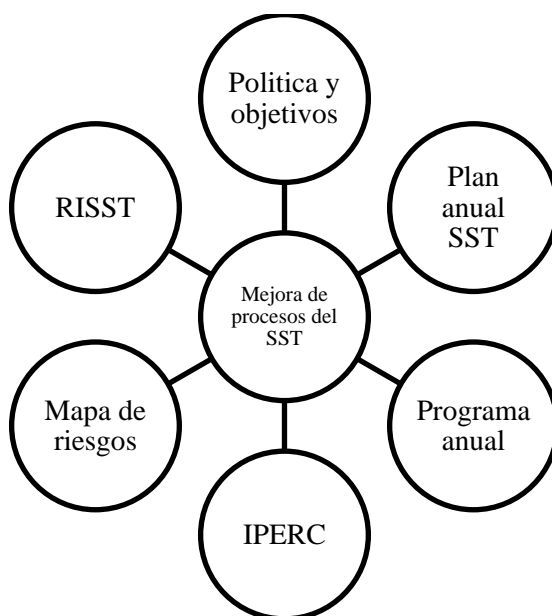 Politica y
objetivos
RISST
Plan
anual
SST
Mejora de
procesos del
SST
Mapa de
riesgos
Programa
anual
IPERC